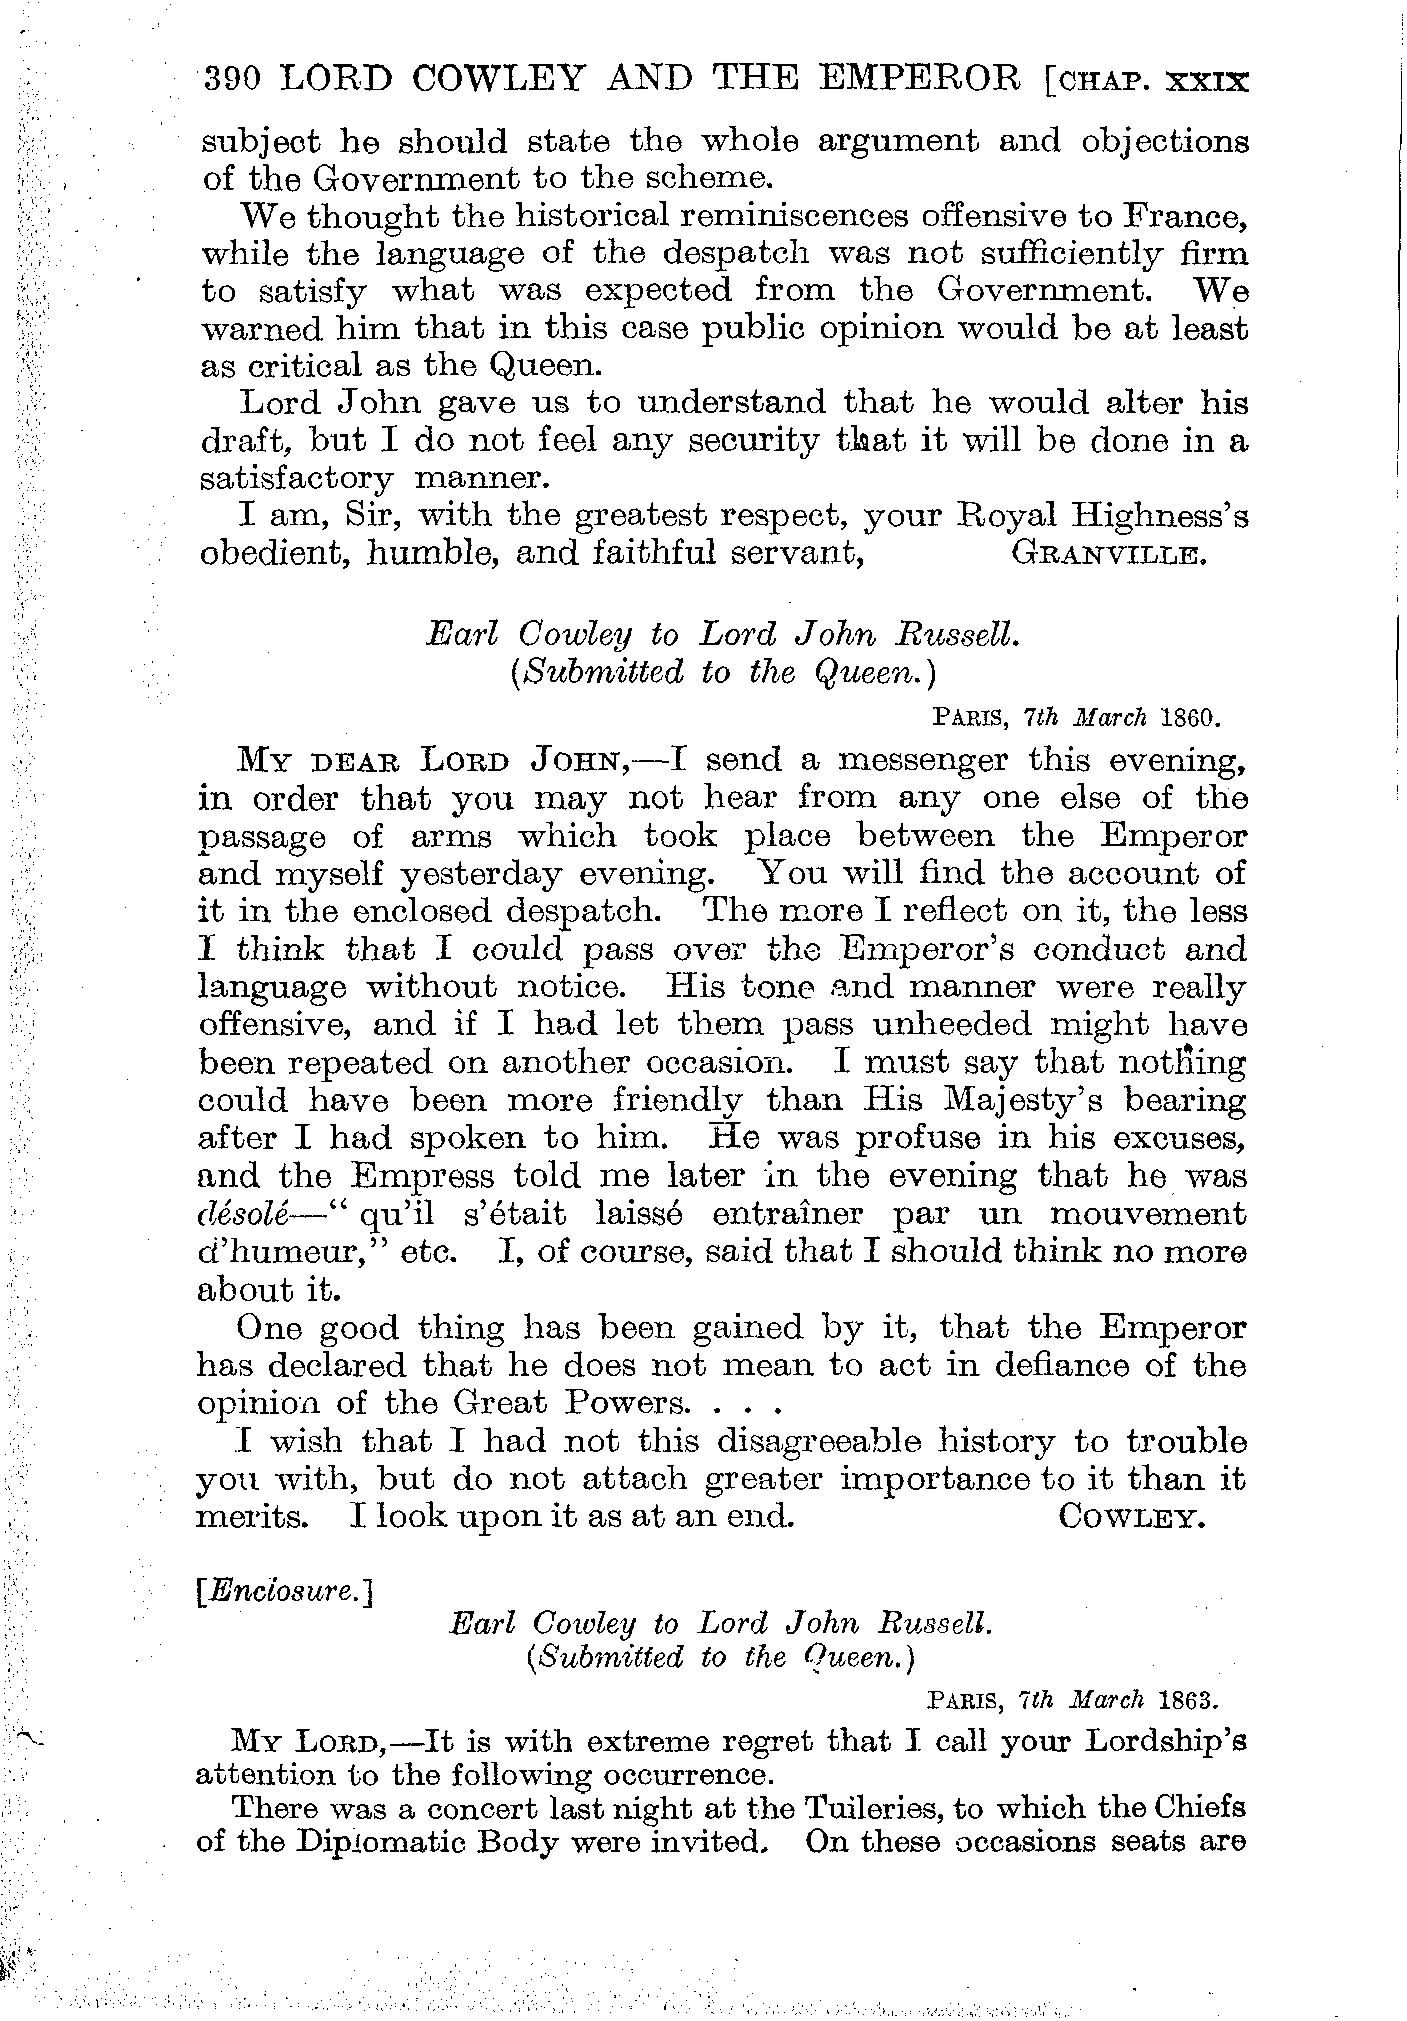 390 LORD COWLEY AND THE EMPEROR [CHAP. XXIX
subject he should state the whole argument and objections
of the Government to the scheme.
We thought the historical reminiscences offensive to France,
while the language of the despatch was not sufficiently firm
to satisfy what was expected from the Government. We
warned him that in this case public opinion would be at least
as critical as the Queen.
Lord John gave us to understand that he would alter his
draft, but I do not feel any security that it will be done in a
satisfactory manner.
I am, Sir, with the greatest respect, your Royal Highness's
obedient, humble, and faithful servant, GRANVILLE.
Earl Cowley to Lord John Russell.
(Submitted to the Queen.)
PARIS, 7th March 1860.
MY DEAR LORD JOHN,—I send a messenger this evening,
in order that you may not hear from any one else of the
passage of arms which took place between the Emperor
and myself yesterday evening. You will find the account of
it in the enclosed despatch. The more I reflect on it, the less
I think that I could pass over the Emperor's conduct and
language without notice. His tone and manner were really
offensive, and if I had let them pass unheeded might have
been repeated on another occasion. I must say that nothing
could have been more friendly than His Majesty's bearing
after I had spoken to him. He was profuse in his excuses,
and the Empress told me later in the evening that he was
désolé—" qu'il s'était laissé entraîner par un mouvement
d'humeur," etc. I, of course, said that I should think no more
about it.
One good thing has been gained by it, that the Emperor
has declared that he does not mean to act in defiance of the
opinion of the Great Powers. . . .
I wish that I had not this disagreeable history to trouble
you with, but do not attach greater importance to it than it
merits. I look upon it as at an end. COWLEY.
[Enclosure.]
Earl Cowley to Lord John Russell.
(Submitted to the Queen.)
PARIS, 7th March 1863.
MY LORD,—It is with extreme regret that I call your Lordship's
attention to the following occurrence.
There was a concert last night at the Tuileries, to which the Chiefs
of the Diplomatic Body were invited. On these occasions seats are